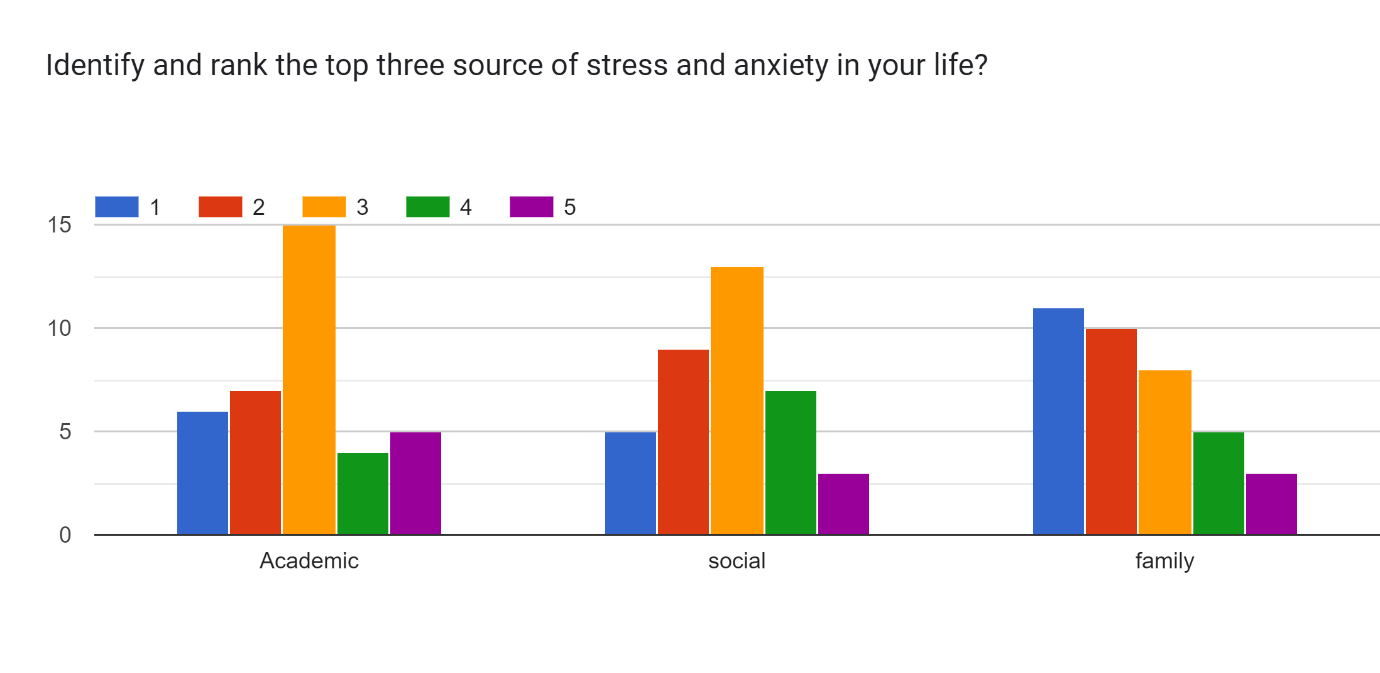 Identify and rank the top three source of stress and anxiety in your life?
1 2 3 4 5
15
10
5
0
Academic social family